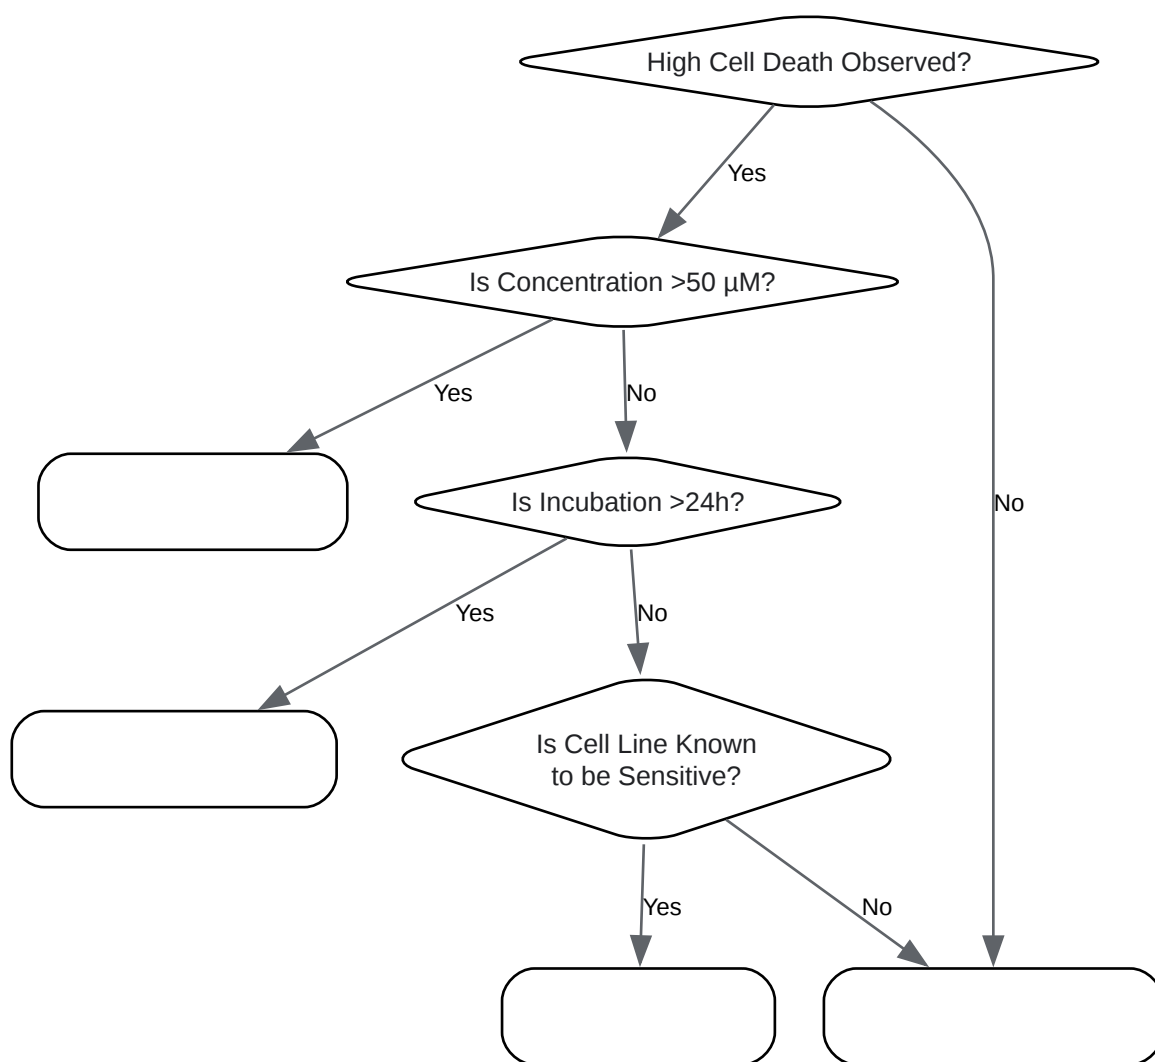 High Cell Death Observed?
Yes
Is Concentration >50 µM?
Yes
No
Is Incubation >24h?
No
Yes
No
Is Cell Line Known
to be Sensitive?
Yes
No